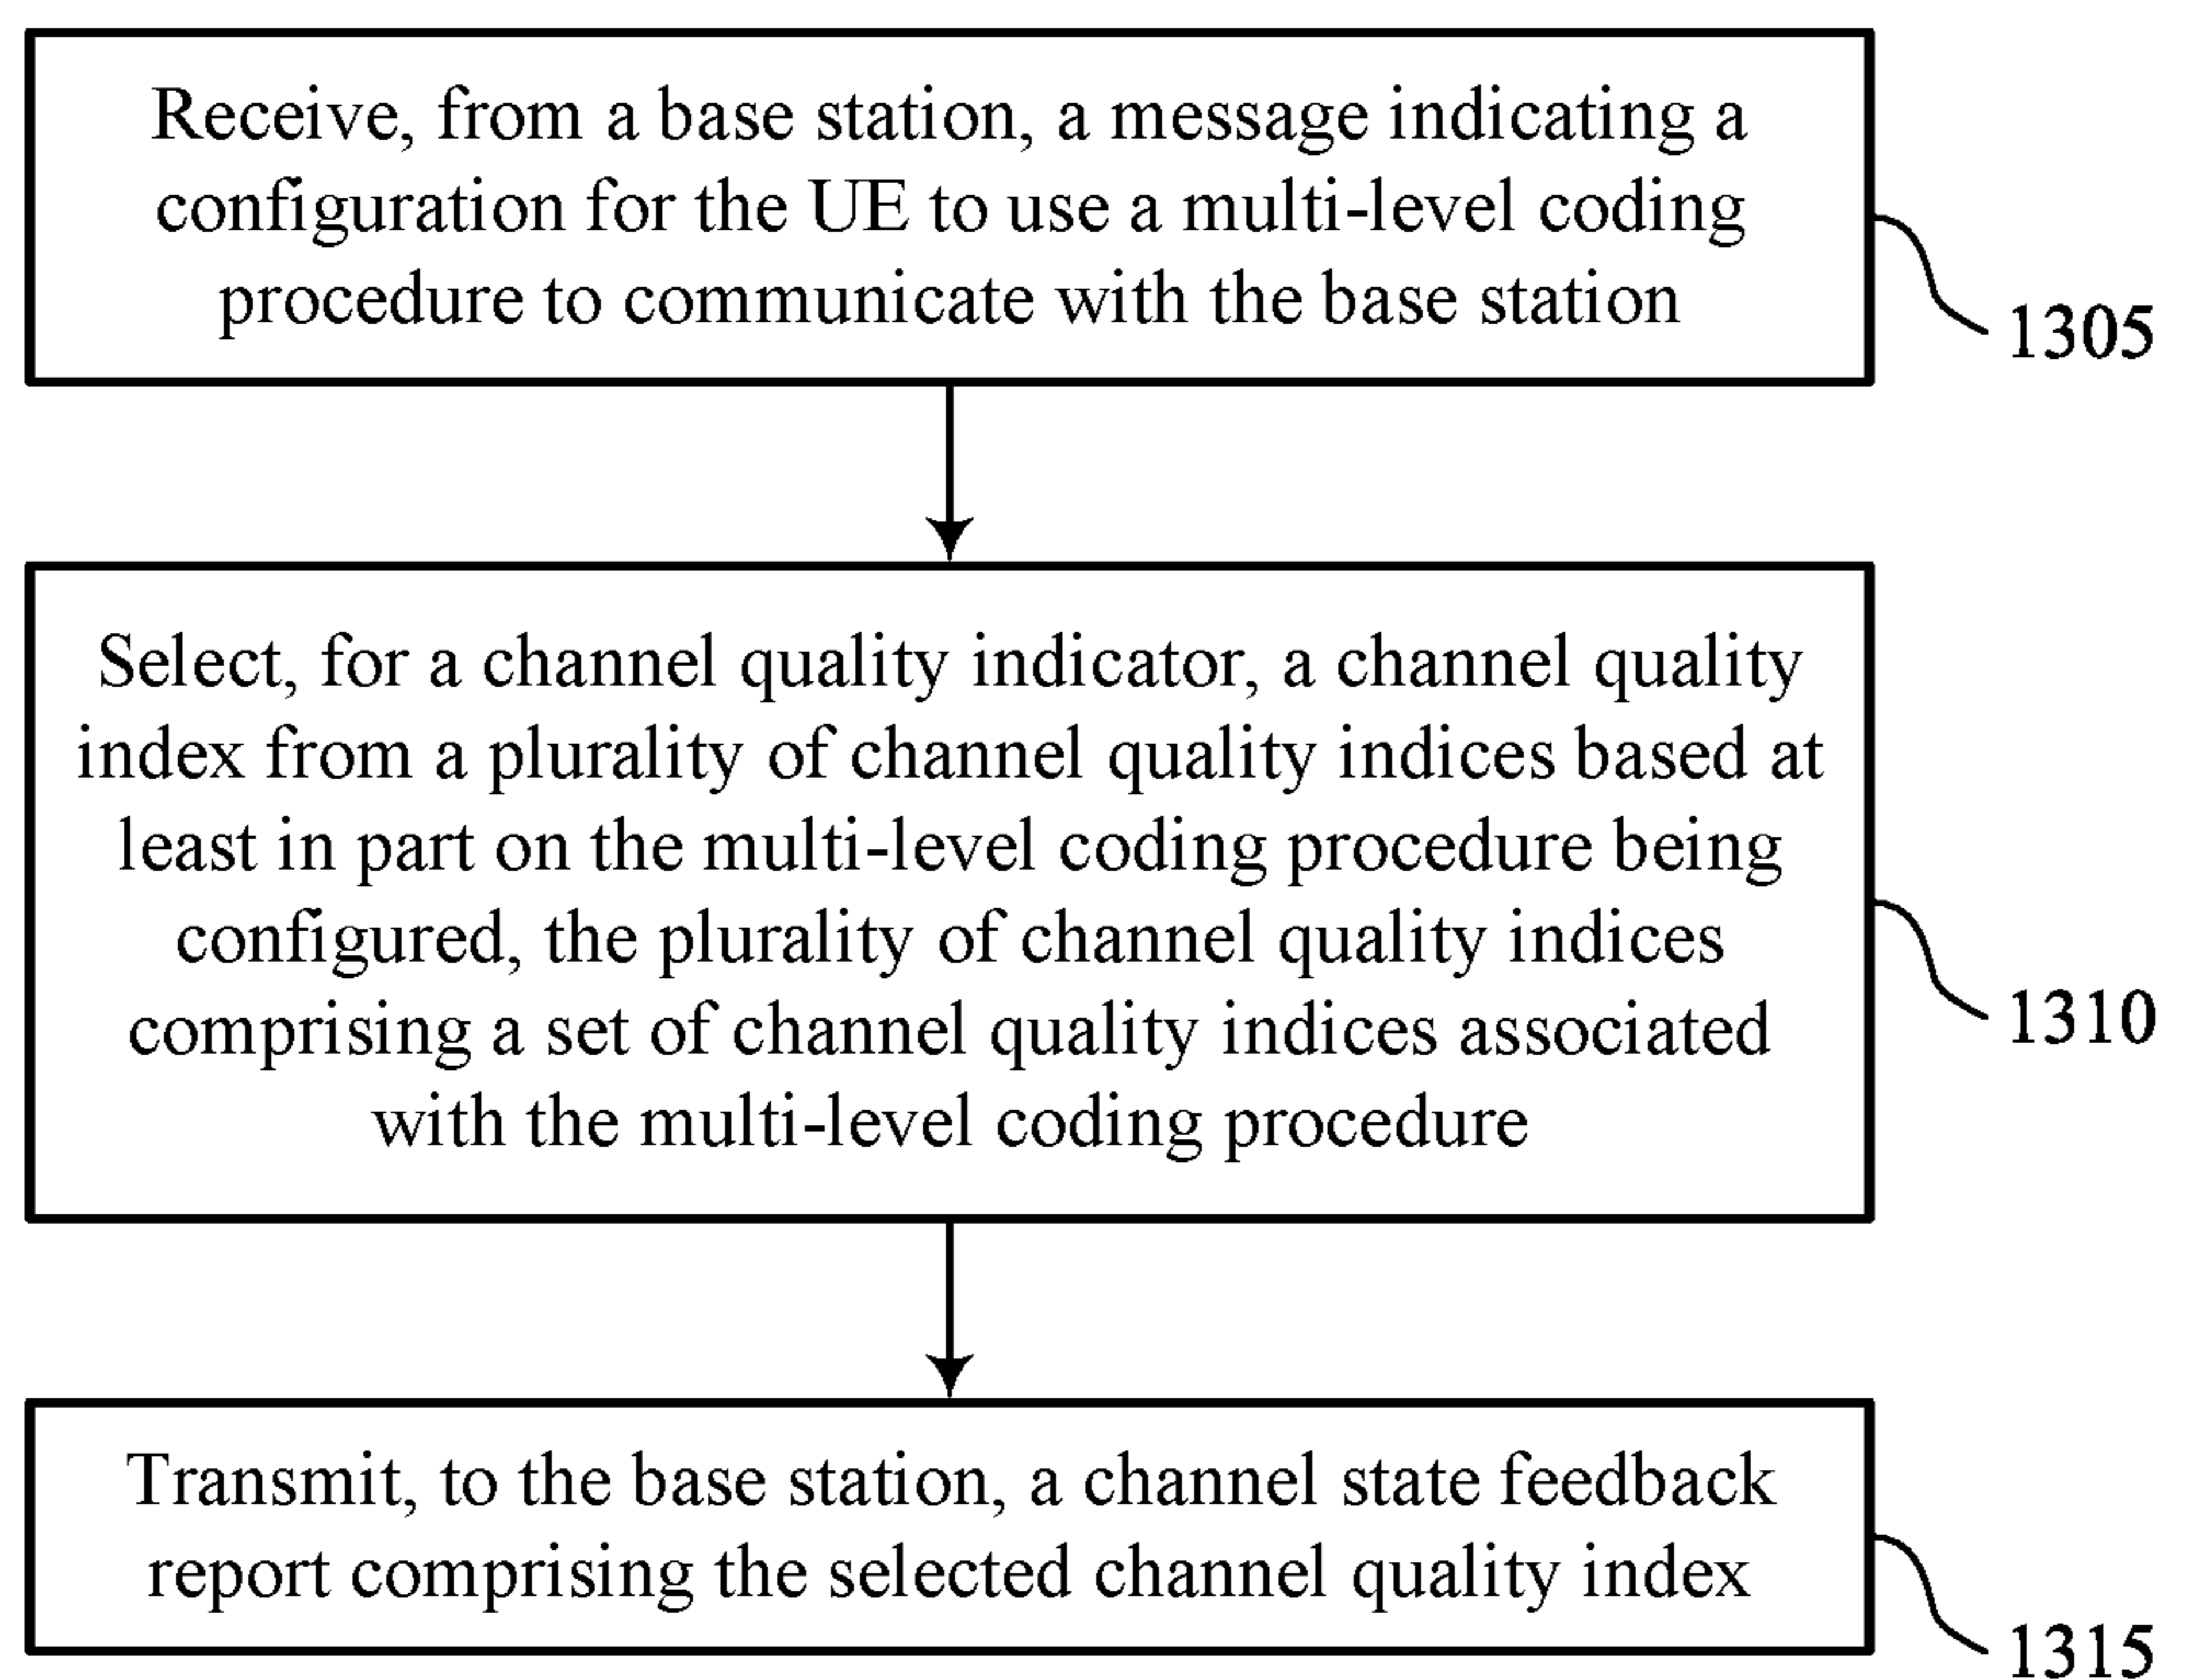 Receive, from a base station, a message indicating a
configuration for the UE to use a multi-level coding
procedure to communicate with the base station
1305
Select, for a channel quality indicator, a channel quality
index from a plurality of channel quality indices based at
least in part on the multi-level coding procedure being
configured, the plurality of channel quality indices
comprising a set of channel quality indices associated
with the multi-level coding procedure
1310
Transmit, to the base station, a channel state feedback
report comprising the selected channel quality index
1315